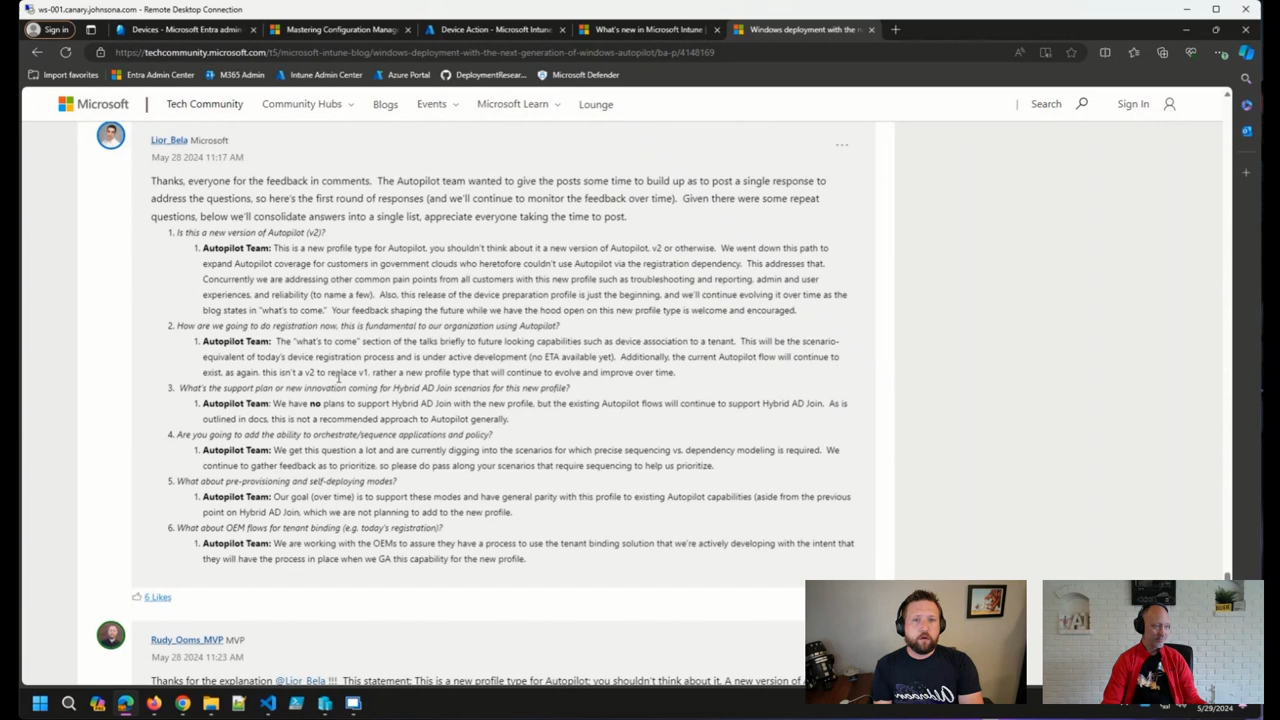 ws-001.canary.johnsona.com - Remote Desktop Connection
Sign in
Devices - Microsoft Entra admin
Mastering Configuration Manage
Device Action - Microsoft Intune
What's new in Microsoft Intune
Windows deployment with the n
https://techcommunity.microsoft.com/t5/microsoft-intune-blog/windows-deployment-with-the-next-generation-of-windows-autopilot/ba-p/4148169
Import favorites
Entra Admin Center
M365 Admin
Intune Admin Center
Azure Portal
DeploymentResear...
Microsoft Defender
Microsoft
Tech Community
Community Hubs
Blogs
Events
Microsoft Learn
Lounge
Search
Sign In
Lior_Bela Microsoft
May 28 2024 11:17 AM
Thanks, everyone for the feedback in comments. The Autopilot team wanted to give the posts some time to build up as to post a single response to
address the questions, so here's the first round of responses (and we'll continue to monitor the feedback over time). Given there were some repeat
questions, below we'll consolidate answers into a single list, appreciate everyone taking the time to post.
1. Is this a new version of Autopilot (v2)?
1. Autopilot Team: This is a new profile type for Autopilot, you shouldn't think about it a new version of Autopilot, v2 or otherwise. We went down this path to
expand Autopilot coverage for customers in government clouds who heretofore couldn't use Autopilot via the registration dependency. This addresses that.
Concurrently we are addressing other common pain points from all customers with this new profile such as troubleshooting and reporting, admin and user
experiences, and reliability (to name a few). Also, this release of the device preparation profile is just the beginning, and we'll continue evolving it over time as the
blog states in "what's to come." Your feedback shaping the future while we have the hood open on this new profile type is welcome and encouraged.
2. How are we going to do registration now, this is fundamental to our organization using Autopilot?
1. Autopilot Team: The "what's to come" section of the talks briefly to future looking capabilities such as device association to a tenant. This will be the scenario-
equivalent of today's device registration process and is under active development (no ETA available yet). Additionally, the current Autopilot flow will continue to
exist, as again, this isn't a v2 to replace v1, rather a new profile type that will continue to evolve and improve over time.
3. What's the support plan or new innovation coming for Hybrid AD Join scenarios for this new profile?
1. Autopilot Team: We have no plans to support Hybrid AD Join with the new profile, but the existing Autopilot flows will continue to support Hybrid AD Join. As is
outlined in docs, this is not a recommended approach to Autopilot generally.
4. Are you going to add the ability to orchestrate/sequence applications and policy?
1. Autopilot Team: We get this question a lot and are currently digging into the scenarios for which precise sequencing vs. dependency modeling is required. We
continue to gather feedback as to prioritize, so please do pass along your scenarios that require sequencing to help us prioritize.
5. What about pre-provisioning and self-deploying modes?
1. Autopilot Team: Our goal (over time) is to support these modes and have general parity with this profile to existing Autopilot capabilities (aside from the previous
point on Hybrid AD Join, which we are not planning to add to the new profile.
6. What about OEM flows for tenant binding (e.g. today's registration)?
1. Autopilot Team: We are working with the OEMs to assure they have a process to use the tenant binding solution that we're actively developing with the intent that
they will have the process in place when we GA this capability for the new profile.
6 Likes
Rudy_Ooms_MVP MVP
May 28 2024 11:23 AM
Thanks for the explanation @Lior_Bela !!! This statement: This is a new profile type for Autopilot; you shouldn't think about it. A new version of
5/29/2024